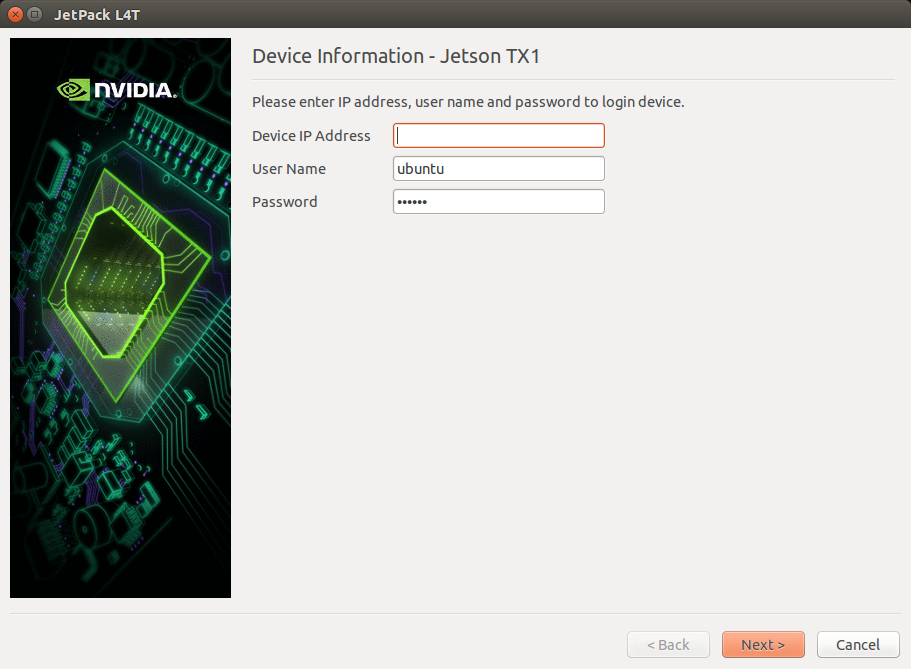 JetPack L4T
NVIDIA.
Device Information - Jetson TX1
Please enter IP address, user name and password to login device.
Device IP Address
User Name ubuntu
Password ••••••
< Back Next > Cancel